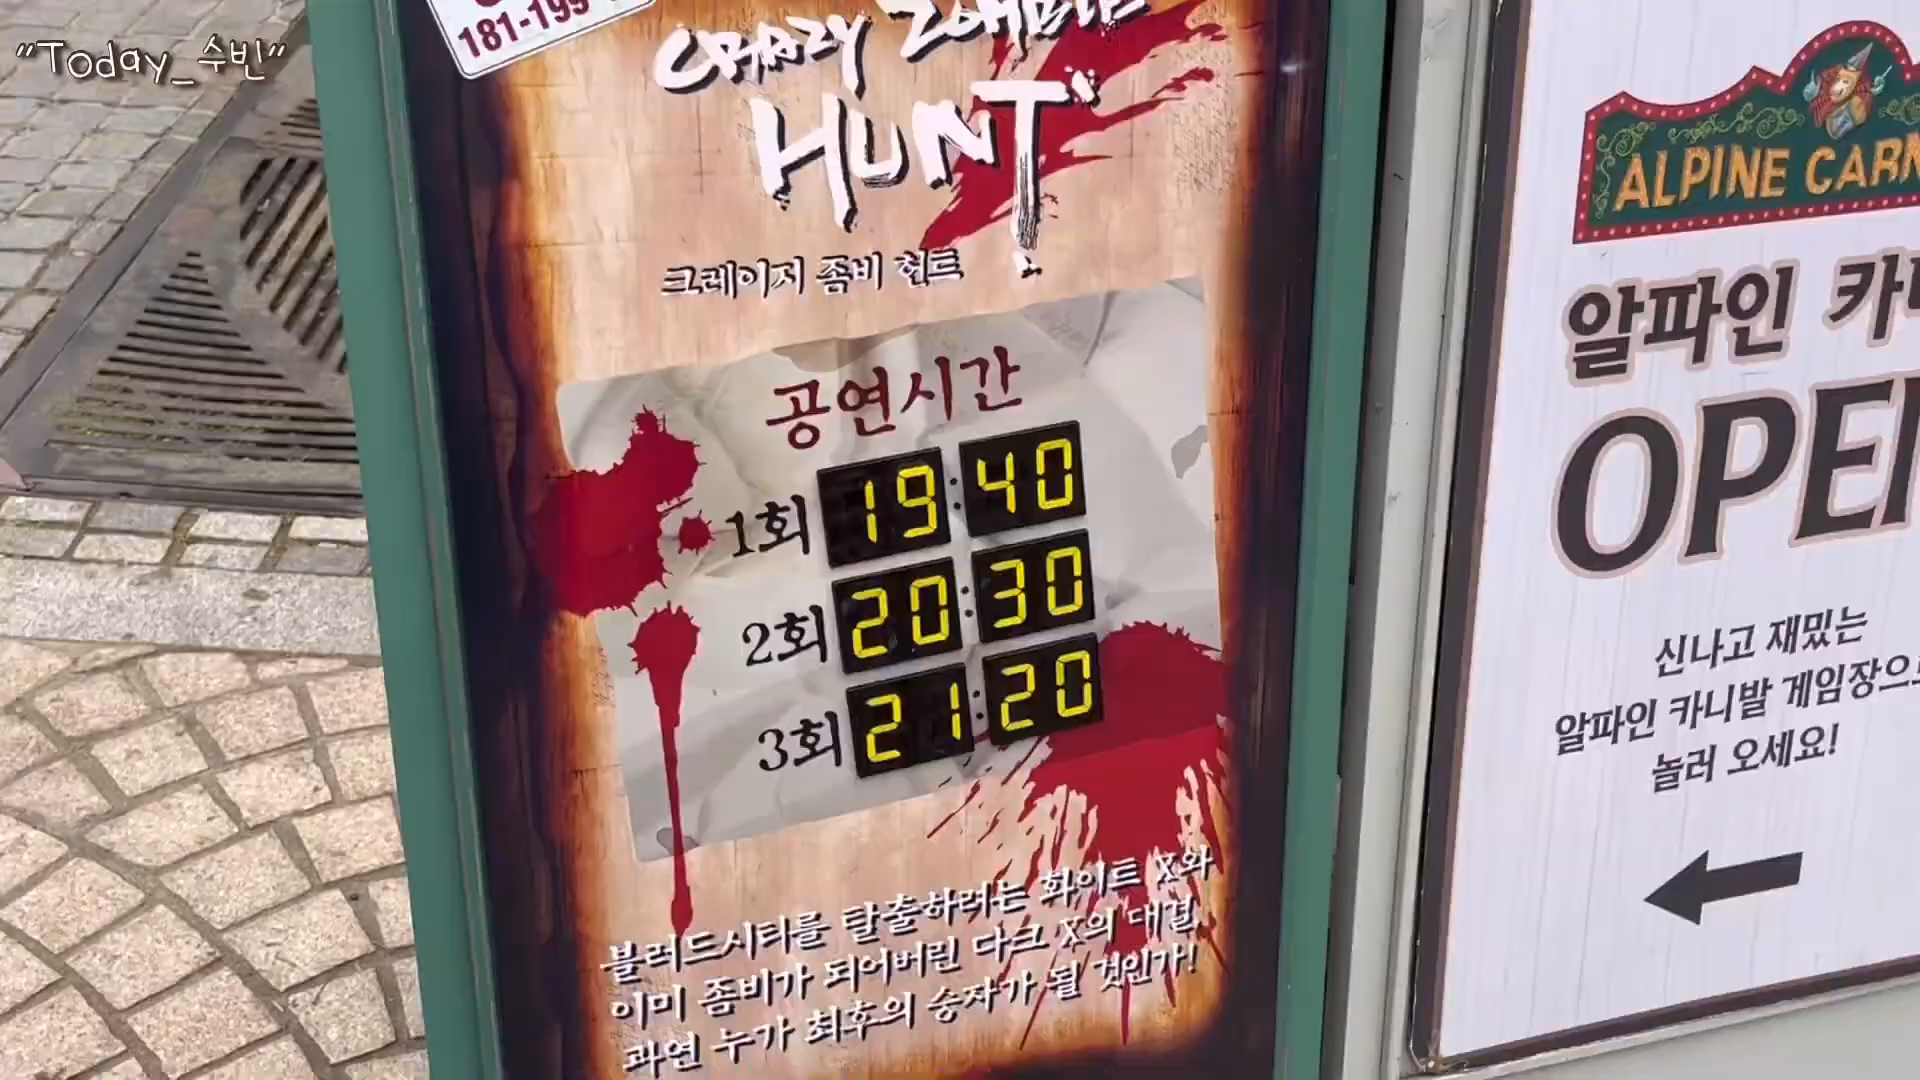 "Today_수빈"
181-199
CRAZY ZOMBIE
HUNT
크레이지 좀비 헌트
공연시간
1회 19:40
2회 20:30
3회 21:20
블러드시티를 탈출하려는 화이트 X와
이미 좀비가 되어버린 다크 X의 대결
과연 누가 최후의 승자가 될 것인가!
ALPINE
알파인
신나고 재밌는
알파인 카니발 게임장으로
놀러 오세요!